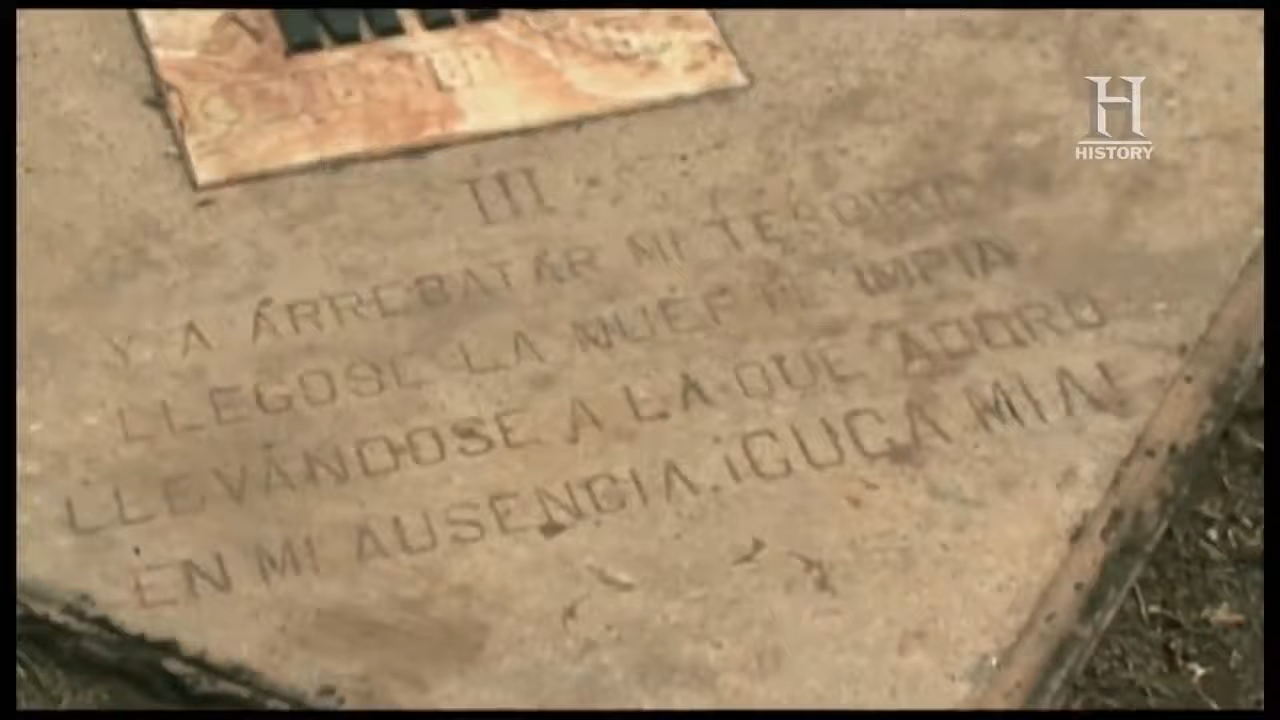 H
HISTORY
III
Y A ARREBATAR MI TESORO
LLEGOSE LA MUERTE IMPIA
LLEVÁNDOSE A LA QUE ADORO
EN MI AUSENCIA. ¡CUCA MIA!